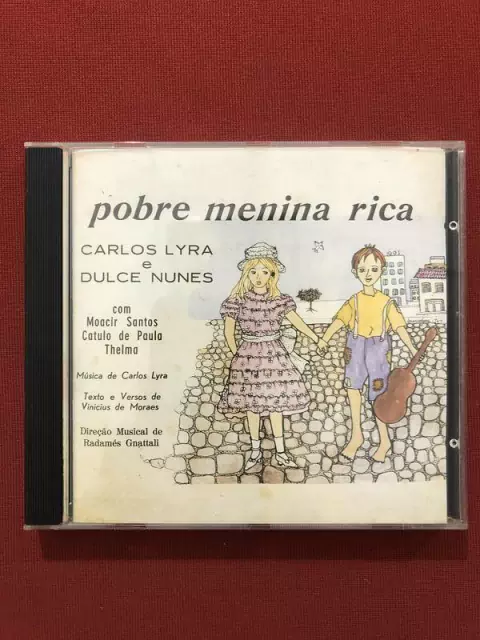 pobre menina rica
CARLOS LYRA
e
DULCE NUNES
com
Moacir Santos
Catulo de Paula
Thelma
Música de Carlos Lyra
Texto e Versos de
Vinicius de Moraes
Direção Musical de
Radamés Gnattali